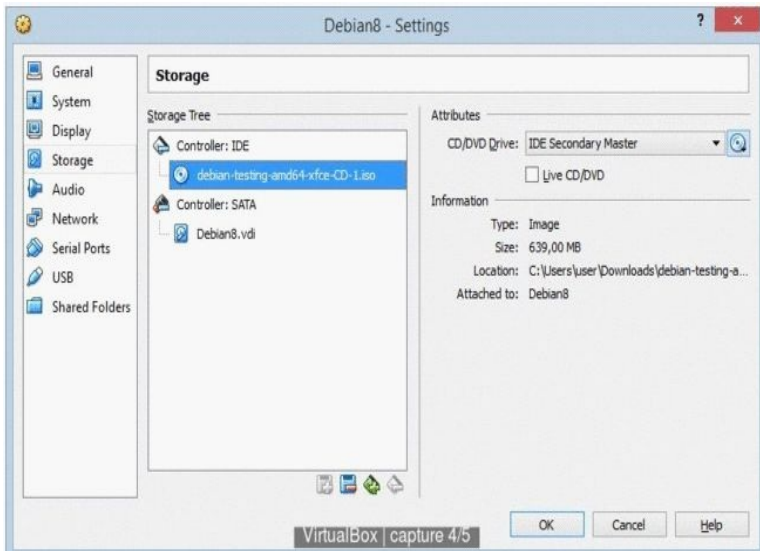 Debian8 - Settings
?
x
General
System
Display
Storage
Audio
Network
Serial Ports
USB
Shared Folders
Storage
Storage Tree
Controller: IDE
debian-testing-amd64-xfce-CD-1.iso
Controller: SATA
Debian8.vdi
Attributes
CD/DVD Drive: IDE Secondary Master
Live CD/DVD
Information
Type: Image
Size: 639,00 MB
Location: C:\Users\user\Downloads\debian-testing-a...
Attached to: Debian8
OK Cancel Help
VirtualBox | capture 4/5